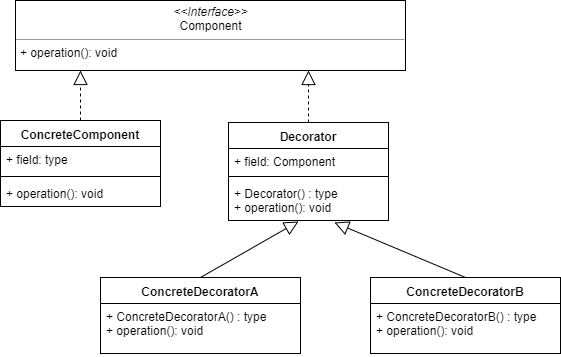 <<Interface>>
Component
+ operation(): void
ConcreteComponent
+ field: type
+ operation(): void
Decorator
+ field: Component
+ Decorator() : type
+ operation(): void
ConcreteDecoratorA
+ ConcreteDecoratorA() : type
+ operation(): void
ConcreteDecoratorB
+ ConcreteDecoratorB() : type
+ operation(): void